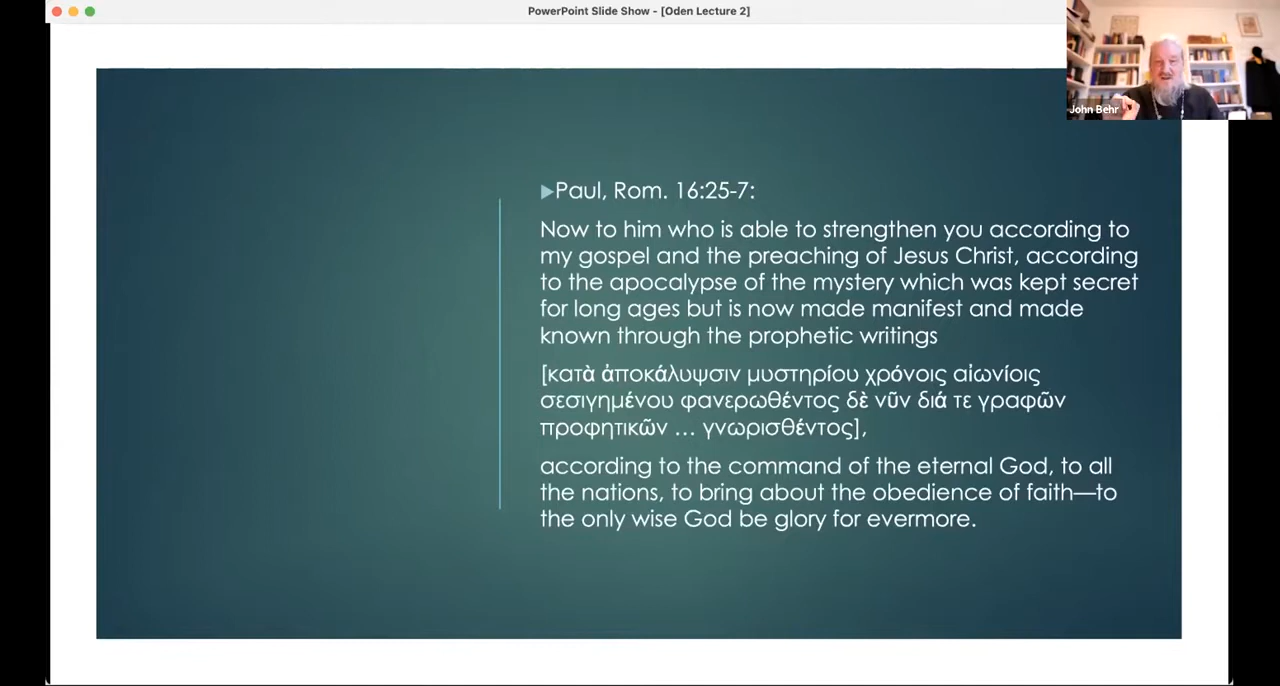 PowerPoint Slide Show - [Oden Lecture 2]
John Behr
▶Paul, Rom. 16:25-7:
Now to him who is able to strengthen you according to
my gospel and the preaching of Jesus Christ, according
to the apocalypse of the mystery which was kept secret
for long ages but is now made manifest and made
known through the prophetic writings
[κατὰ ἀποκάλυψσιν μυστηρίου χρόνοις αἰωνίοις
σεσιγημένου φανερωθέντος δὲ νῦν διά τε γραφῶν
προφητικῶν … γνωρισθέντος],
according to the command of the eternal God, to all
the nations, to bring about the obedience of faith—to
the only wise God be glory for evermore.